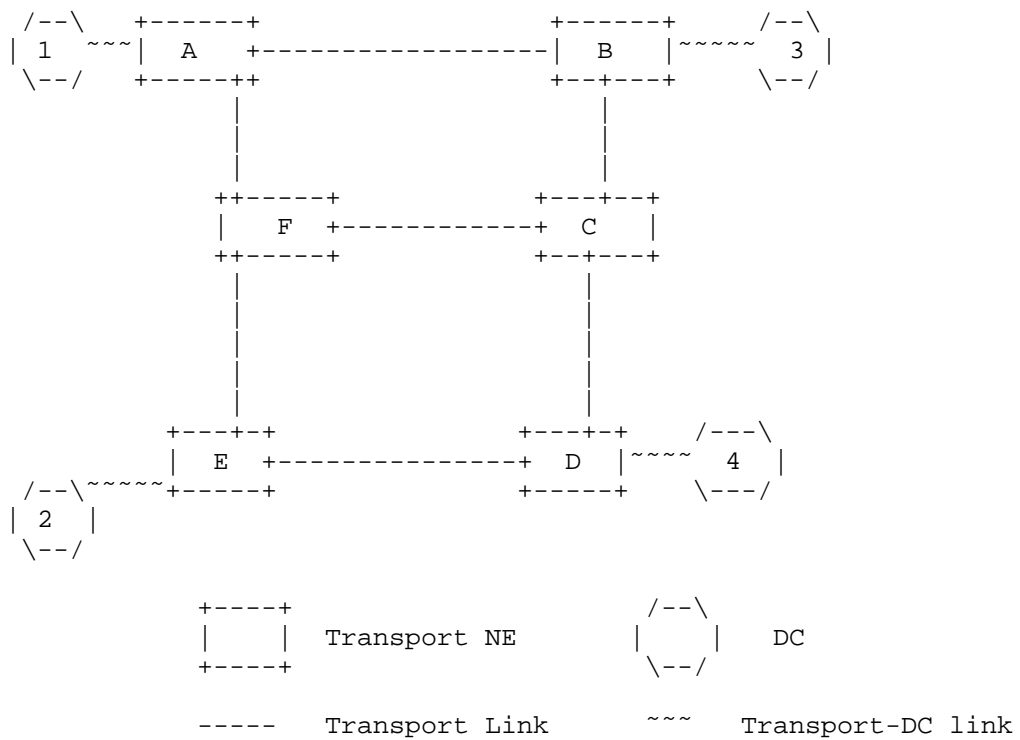 1 A B 3
F C
E D 4
2
Transport NE DC
----- Transport Link ~~~ Transport-DC link